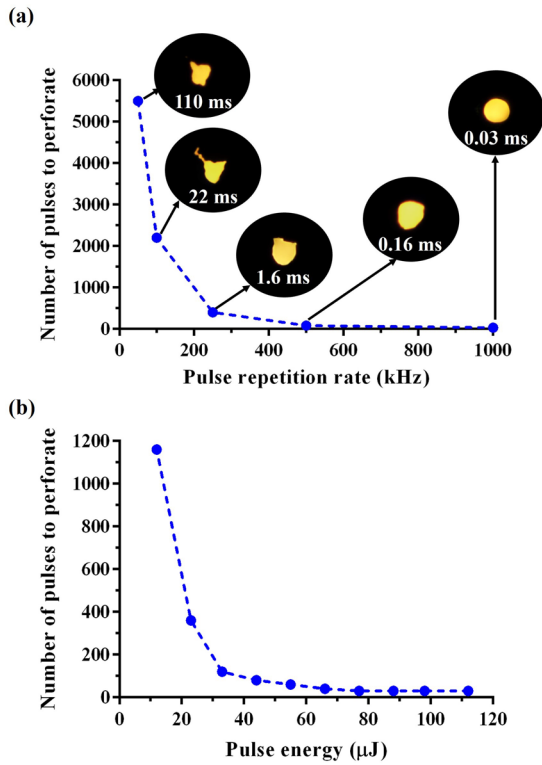 (a)
Number of pulses to perforate
6000
5000
4000
3000
2000
1000
0
110 ms
22 ms
1.6 ms
0.16 ms
0.03 ms
0 200 400 600 800 1000
Pulse repetition rate (kHz)
(b)
Number of pulses to perforate
1200
1000
800
600
400
200
0
0 20 40 60 80 100 120
Pulse energy (μJ)